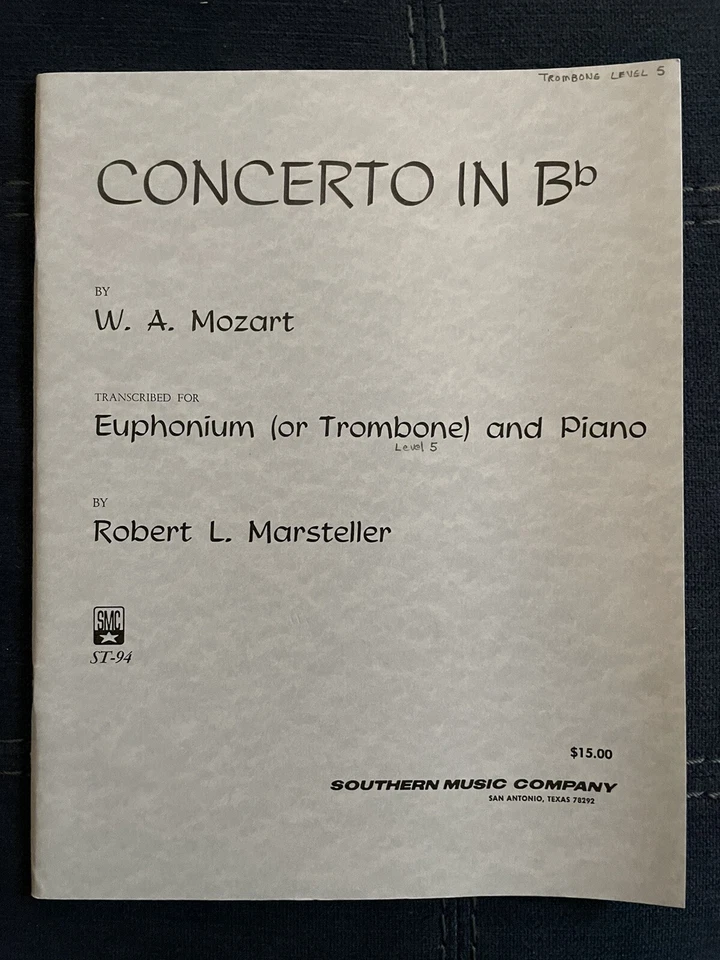 TROMBONE LEVEL 5
CONCERTO IN B♭
BY
W. A. Mozart
TRANSCRIBED FOR
Euphonium (or Trombone) and Piano
Level 5
BY
Robert L. Marsteller
SMC
ST-94
$15.00
SOUTHERN MUSIC COMPANY
SAN ANTONIO, TEXAS 78292